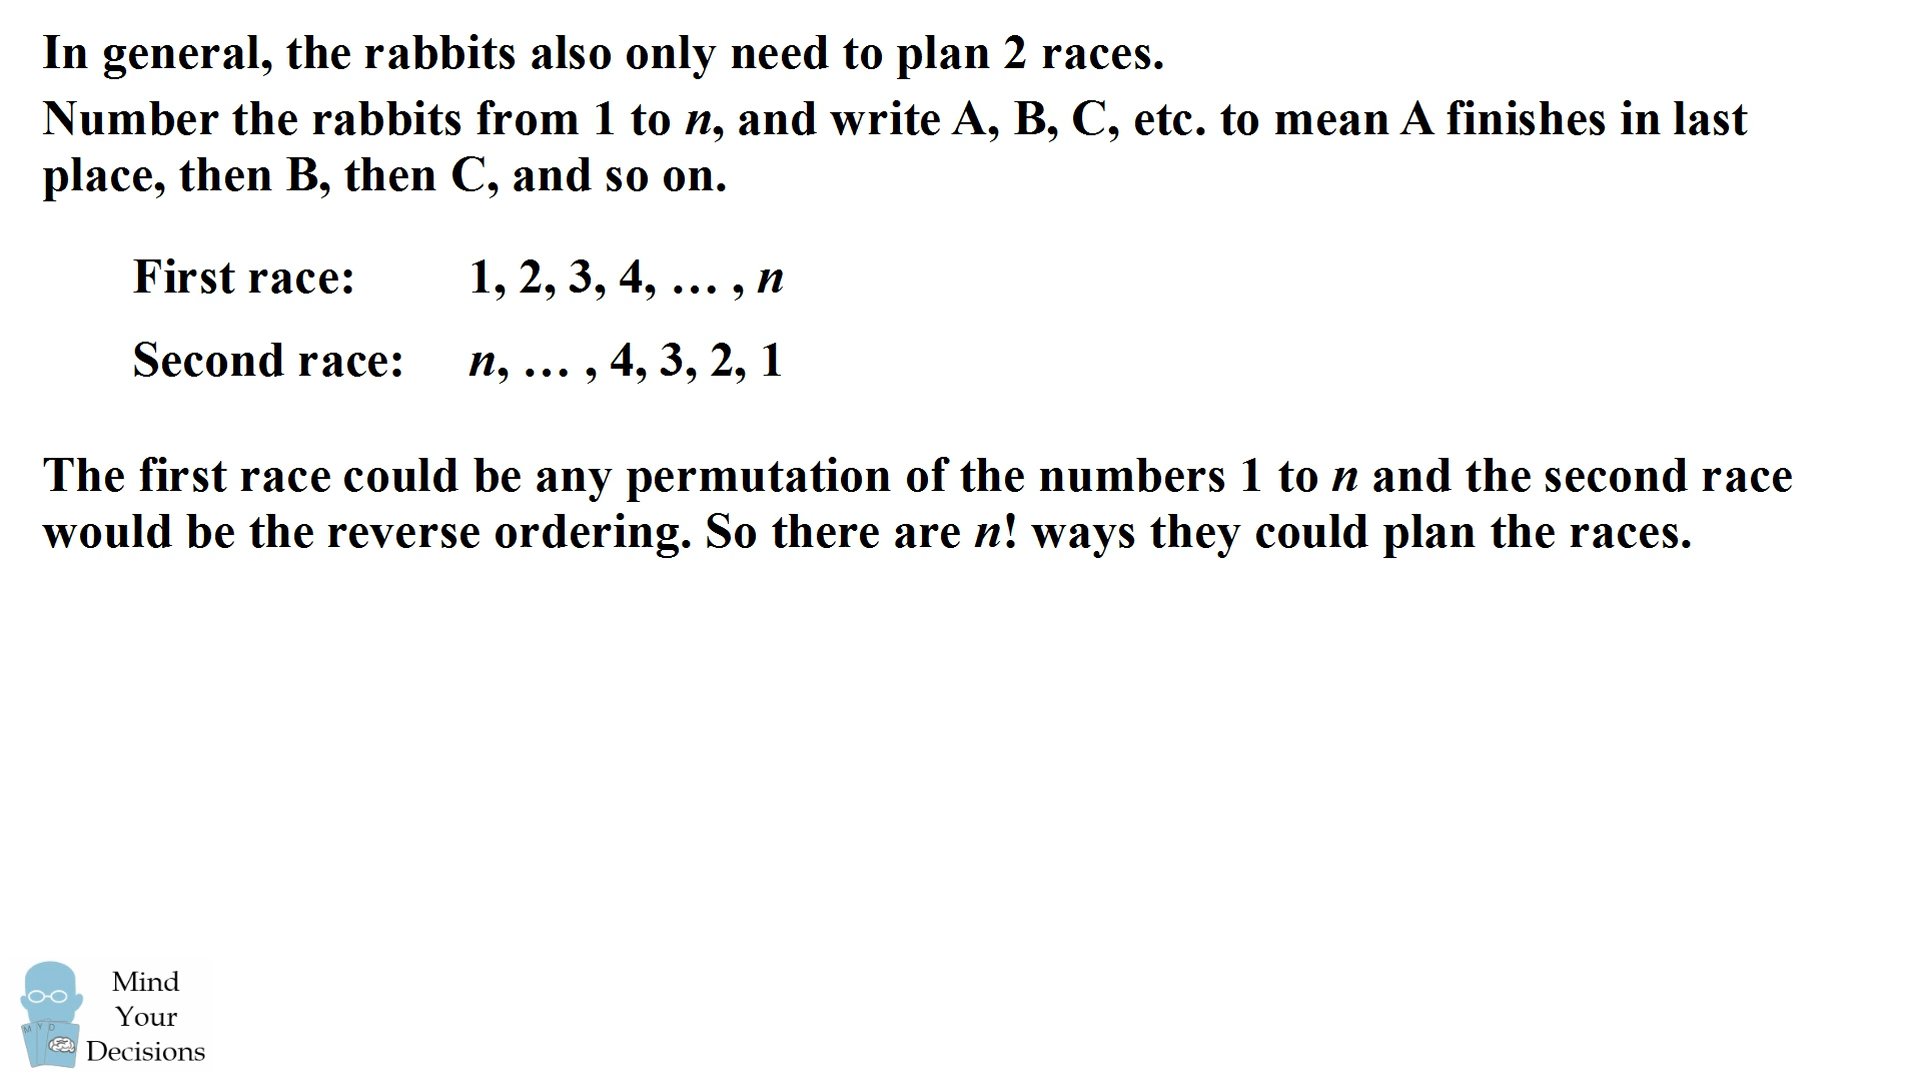 In general, the rabbits also only need to plan 2 races.
Number the rabbits from 1 to n, and write A, B, C, etc. to mean A finishes in last
place, then B, then C, and so on.
First race: 1, 2, 3, 4, … , n
Second race: n, … , 4, 3, 2, 1
The first race could be any permutation of the numbers 1 to n and the second race
would be the reverse ordering. So there are n! ways they could plan the races.
M Y D
Mind
Your
Decisions